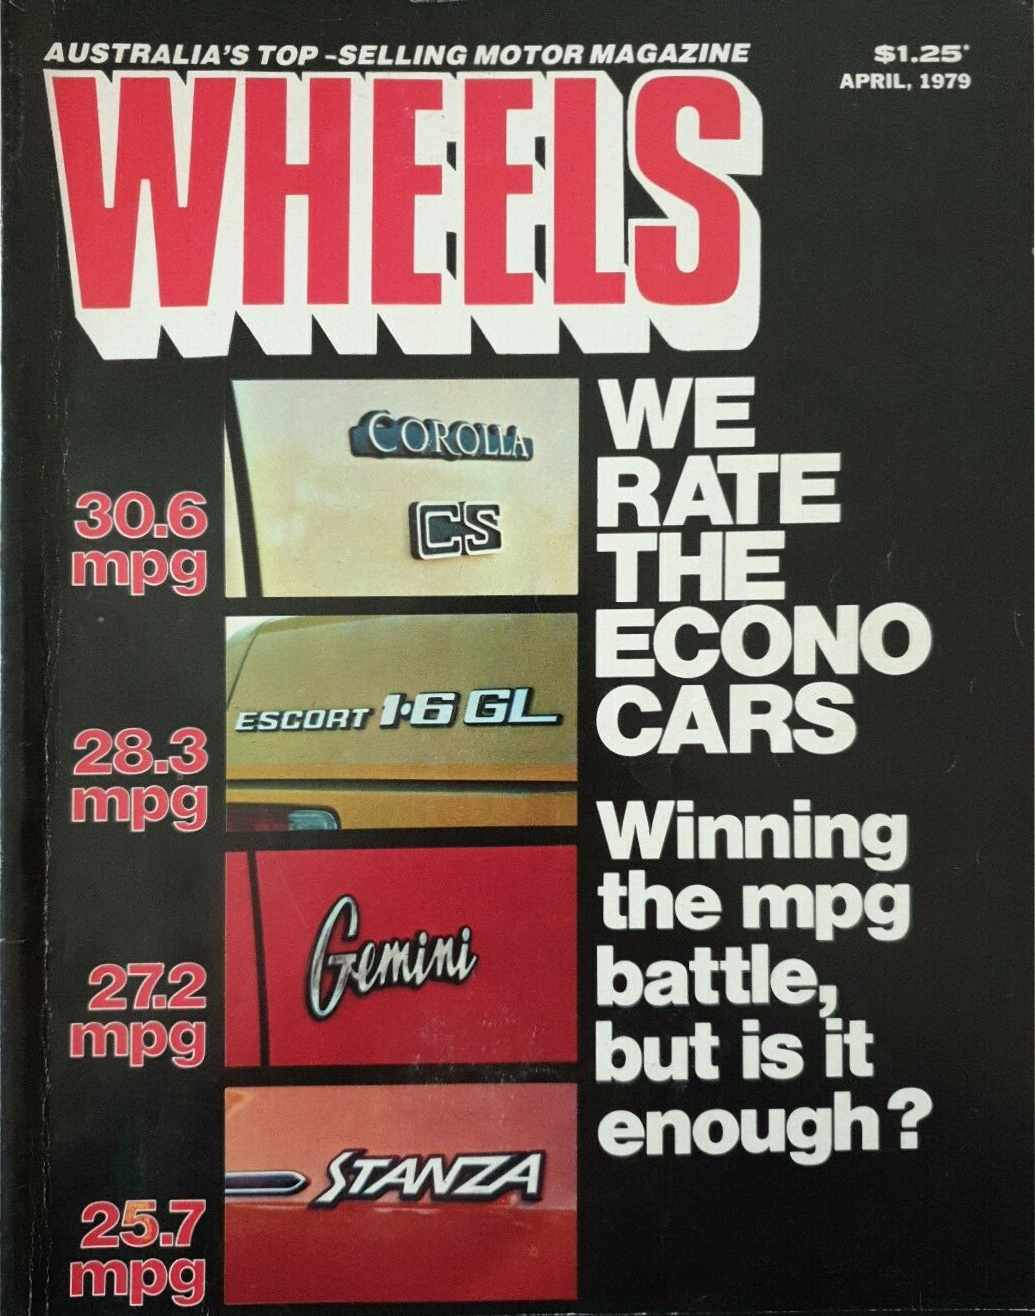 AUSTRALIA'S TOP-SELLING MOTOR MAGAZINE
$1.25*
APRIL, 1979
WHEELS
WE
RATE
THE
ECONO
CARS
Winning
the mpg
battle,
but is it
enough?
30.6
mpg
COROLLA
CS
28.3
mpg
ESCORT 1·6 GL
27.2
mpg
Gemini
25.7
mpg
STANZA